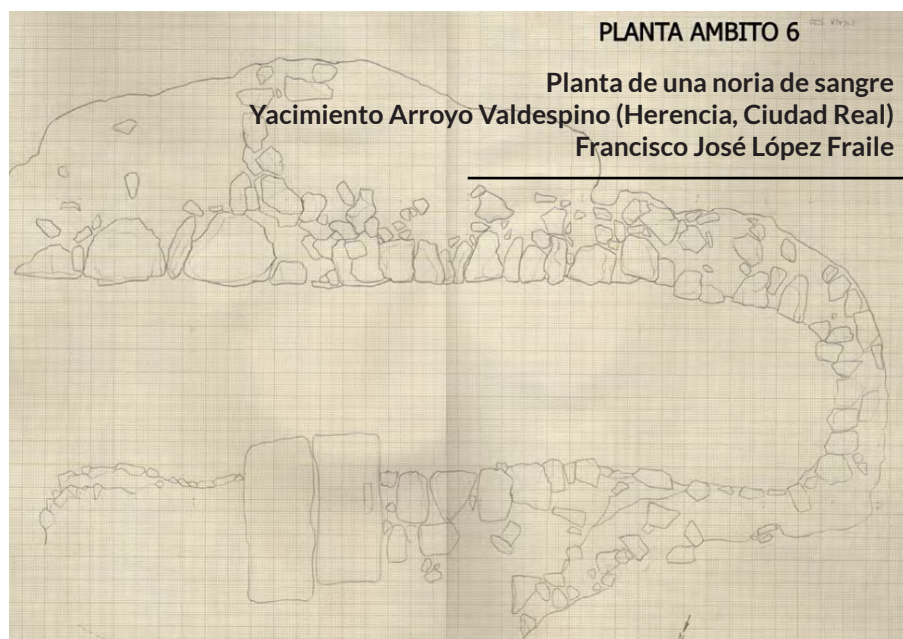 PLANTA AMBITO 6
Planta de una noria de sangre
Yacimiento Arroyo Valdespino (Herencia, Ciudad Real)
Francisco José López Fraile